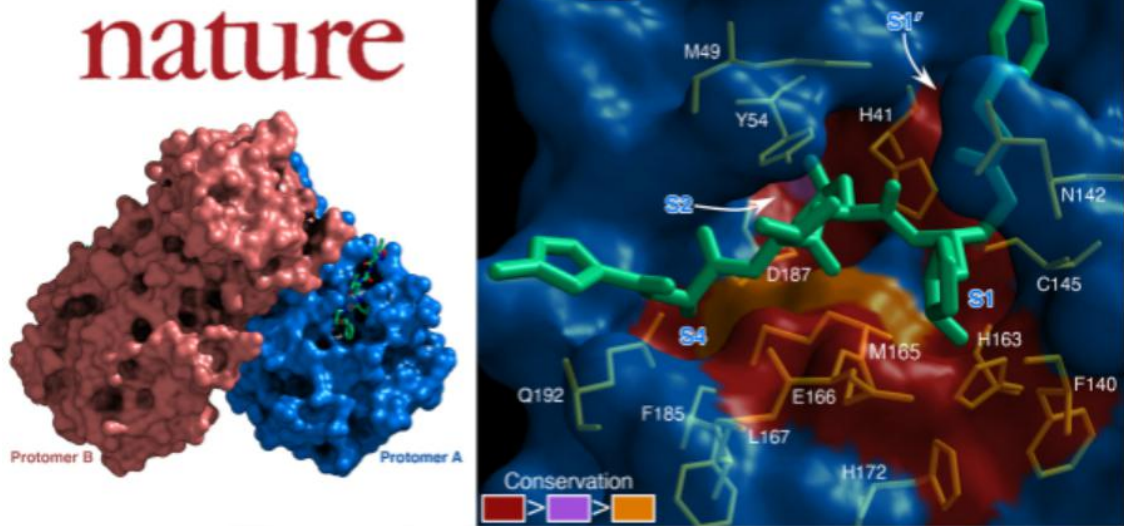 nature
Protomer B
Protomer A
S1′
M49
H41
Y54
N142
S2
D187
C145
S1
S4
H163
M165
F140
Q192
E166
F185
L167
H172
Conservation
> >